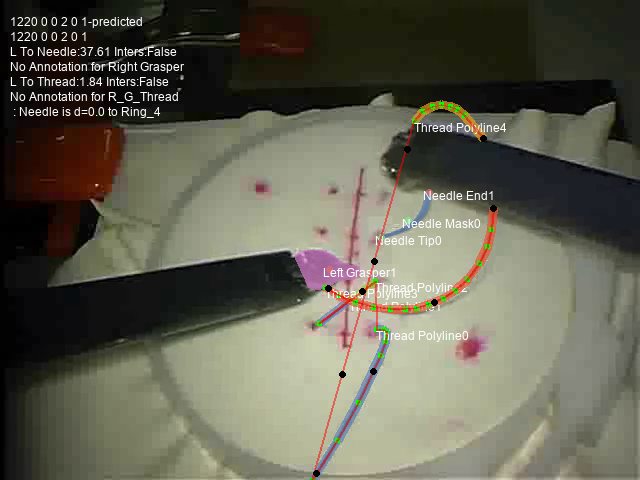 1220 0 0 2 0 1-predicted
1220 0 0 2 0 1
L To Needle:37.61 Inters:False
No Annotation for Right Grasper
L To Thread:1.84 Inters:False
No Annotation for R_G_Thread
: Needle is d=0.0 to Ring_4
Thread Polyline4
Needle End1
Needle Mask0
Needle Tip0
Left Grasper1
Thread Polyline2
Thread Polyline3
Thread Polyline1
Thread Polyline0